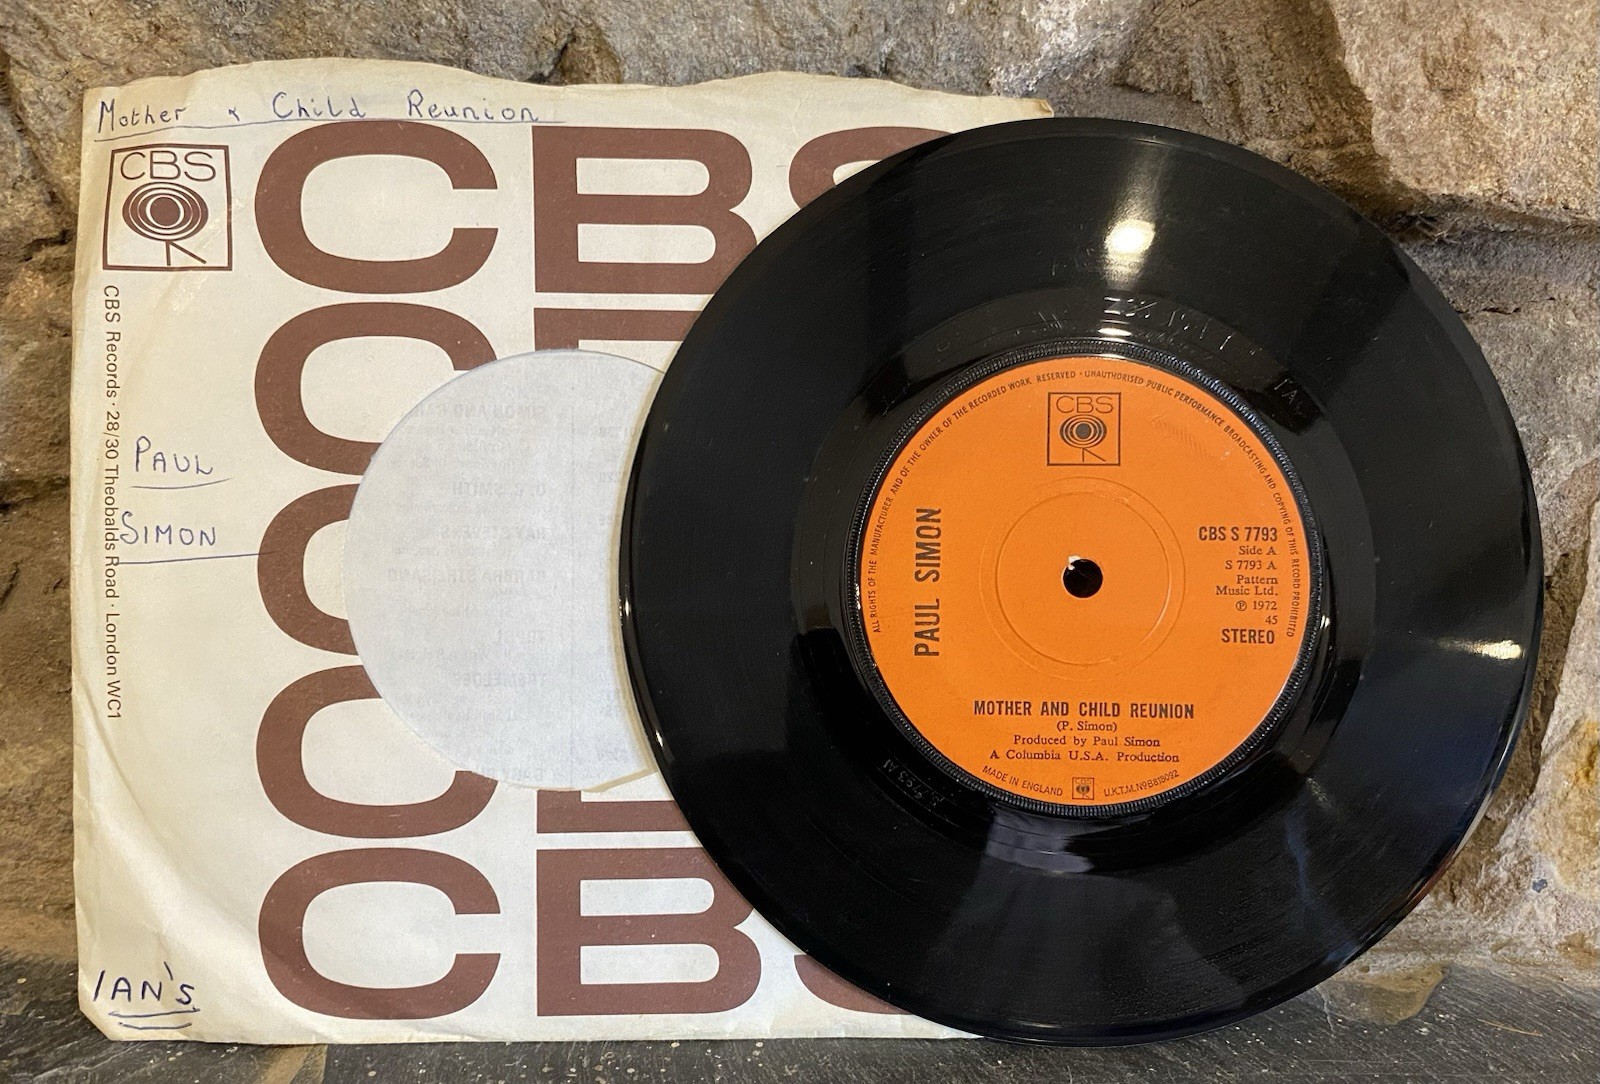 Mother & Child Reunion
CBS
CBS
CBS Records · 28/30 Theobalds Road · London WC1
PAUL
SIMON
CBS
IAN'S
ALL RIGHTS OF THE MANUFACTURER AND OF THE OWNER OF THE RECORDED WORK RESERVED · UNAUTHORISED PUBLIC PERFORMANCE BROADCASTING AND COPYING OF THIS RECORD PROHIBITED
CBS
PAUL SIMON
CBS S 7793
Side A
S 7793 A
Pattern
Music Ltd.
℗ 1972
45
STEREO
MOTHER AND CHILD REUNION
(P. Simon)
Produced by Paul Simon
A Columbia U.S.A. Production
MADE IN ENGLAND